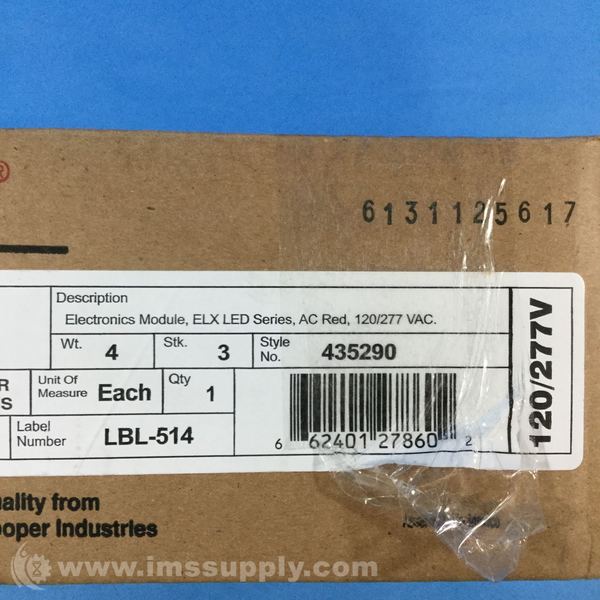 ®
6131125617
Description
Electronics Module, ELX LED Series, AC Red, 120/277 VAC.
Wt. 4 Stk. 3 Style No. 435290
R
S
Unit Of Measure Each Qty 1
Label Number LBL-514
6 62401 27860 2
120/277V
ality from
oper Industries
www.imssupply.com